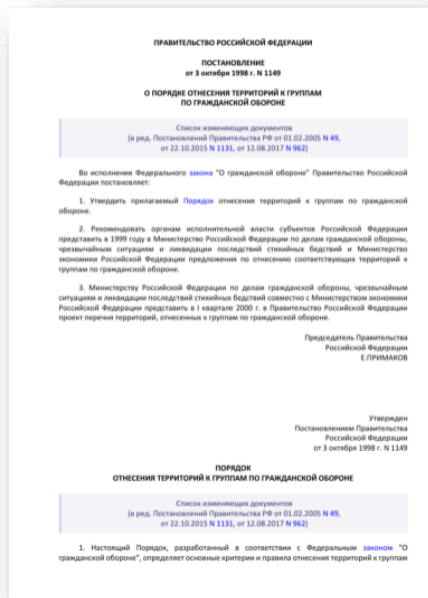 ПРАВИТЕЛЬСТВО РОССИЙСКОЙ ФЕДЕРАЦИИ
ПОСТАНОВЛЕНИЕ
от 3 октября 1998 г. N 1149
О ПОРЯДКЕ ОТНЕСЕНИЯ ТЕРРИТОРИЙ К ГРУППАМ
ПО ГРАЖДАНСКОЙ ОБОРОНЕ
Список изменяющих документов
(в ред. Постановлений Правительства РФ от 01.02.2005 N 49,
от 22.10.2015 N 1131, от 12.08.2017 N 962)
Во исполнение Федерального закона "О гражданской обороне" Правительство Российской
Федерации постановляет:
1. Утвердить прилагаемый Порядок отнесения территорий к группам по гражданской
обороне.
2. Рекомендовать органам исполнительной власти субъектов Российской Федерации
представить в 1999 году в Министерство Российской Федерации по делам гражданской обороны,
чрезвычайным ситуациям и ликвидации последствий стихийных бедствий и Министерство
экономики Российской Федерации предложения по отнесению соответствующих территорий к
группам по гражданской обороне.
3. Министерству Российской Федерации по делам гражданской обороны, чрезвычайным
ситуациям и ликвидации последствий стихийных бедствий совместно с Министерством экономики
Российской Федерации представить в I квартале 2000 г. в Правительство Российской Федерации
проект перечня территорий, отнесенных к группам по гражданской обороне.
Председатель Правительства
Российской Федерации
Е.ПРИМАКОВ
Утвержден
Постановлением Правительства
Российской Федерации
от 3 октября 1998 г. N 1149
ПОРЯДОК
ОТНЕСЕНИЯ ТЕРРИТОРИЙ К ГРУППАМ ПО ГРАЖДАНСКОЙ ОБОРОНЕ
Список изменяющих документов
(в ред. Постановлений Правительства РФ от 01.02.2005 N 49,
от 22.10.2015 N 1131, от 12.08.2017 N 962)
1. Настоящий Порядок, разработанный в соответствии с Федеральным законом "О
гражданской обороне", определяет основные критерии и правила отнесения территорий к группам